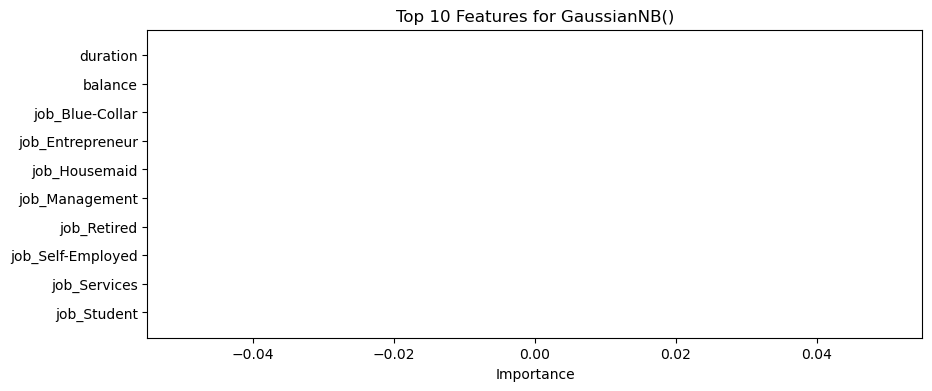 Top 10 Features for GaussianNB()
duration
balance
job_Blue-Collar
job_Entrepreneur
job_Housemaid
job_Management
job_Retired
job_Self-Employed
job_Services
job_Student
−0.04 −0.02 0.00 0.02 0.04
Importance